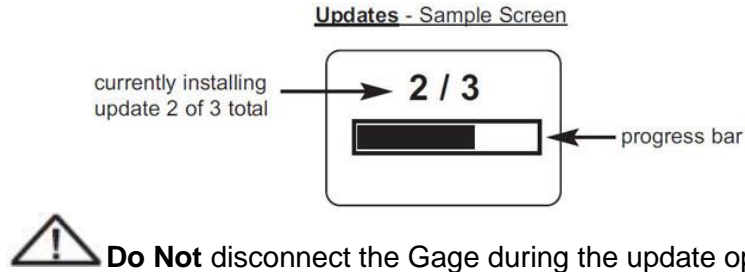 Updates - Sample Screen
currently installing
update 2 of 3 total
2 / 3
progress bar
Do Not disconnect the Gage during the update